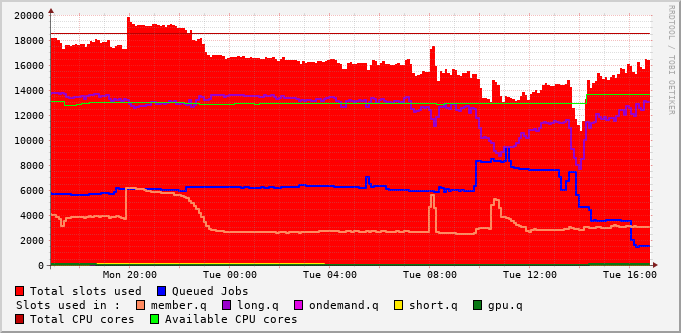 20000
18000
16000
14000
12000
10000
8000
6000
4000
2000
0
Mon 20:00 Tue 00:00 Tue 04:00 Tue 08:00 Tue 12:00 Tue 16:00
RRDTOOL / TOBI OETIKER
Total slots used Queued Jobs
Slots used in : member.q long.q ondemand.q short.q gpu.q
Total CPU cores Available CPU cores